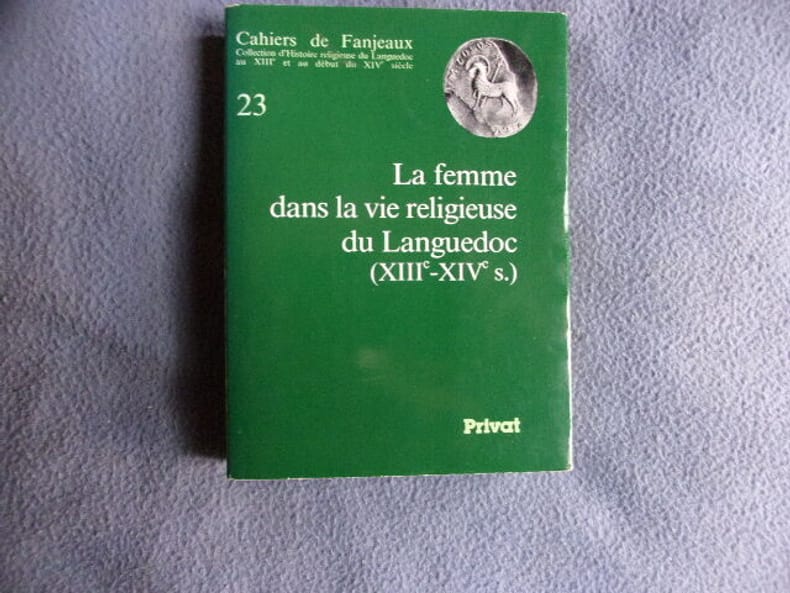 Cahiers de Fanjeaux
Collection d'Histoire religieuse du Languedoc
au XIIIe et au début du XIVe siècle
23
La femme
dans la vie religieuse
du Languedoc
(XIIIe-XIVe s.)
Privat